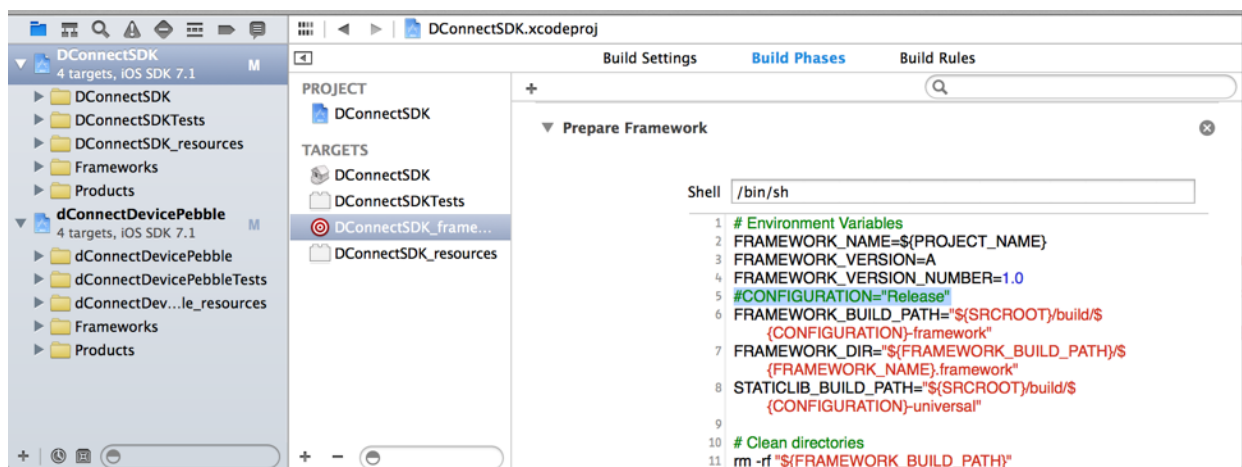 DConnectSDK.xcodeproj
DConnectSDK
4 targets, iOS SDK 7.1
M
DConnectSDK
DConnectSDKTests
DConnectSDK_resources
Frameworks
Products
dConnectDevicePebble
4 targets, iOS SDK 7.1
M
dConnectDevicePebble
dConnectDevicePebbleTests
dConnectDev...le_resources
Frameworks
Products
Build Settings
Build Phases
Build Rules
PROJECT
DConnectSDK
TARGETS
DConnectSDK
DConnectSDKTests
DConnectSDK_frame...
DConnectSDK_resources
Prepare Framework
Shell /bin/sh
1 # Environment Variables
2 FRAMEWORK_NAME=${PROJECT_NAME}
3 FRAMEWORK_VERSION=A
4 FRAMEWORK_VERSION_NUMBER=1.0
5 #CONFIGURATION="Release"
6 FRAMEWORK_BUILD_PATH="${SRCROOT}/build/$
{CONFIGURATION}-framework"
7 FRAMEWORK_DIR="${FRAMEWORK_BUILD_PATH}/$
{FRAMEWORK_NAME}.framework"
8 STATICLIB_BUILD_PATH="${SRCROOT}/build/$
{CONFIGURATION}-universal"
9
10 # Clean directories
11 rm -rf "${FRAMEWORK_BUILD_PATH}"